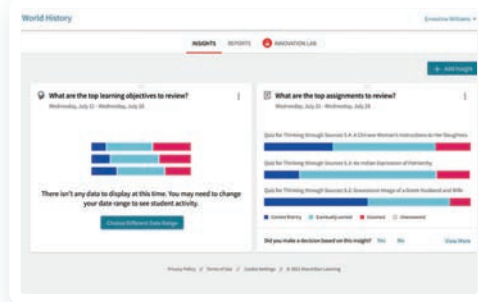 World History
Ernestine Williams
INSIGHTS REPORTS INNOVATION LAB
+ Add Insight
What are the top learning objectives to review?
Wednesday, July 21 - Wednesday, July 28
There isn't any data to display at this time. You may need to change
your date range to see student activity.
Choose Different Date Range
What are the top assignments to review?
Wednesday, July 21 - Wednesday, July 28
Quiz for Thinking through Sources 5.4: A Chinese Woman's Instructions to Her Daughters
Quiz for Thinking through Sources 5.3: An Indian Expression of Patriarchy
Quiz for Thinking through Sources 5.2: Gravestone Image of a Greek Husband and Wife
Correct first try Eventually correct Incorrect Unanswered
Did you make a decision based on this insight? Yes No View More
Privacy Policy // Terms of Use // Cookie Settings // © 2021 Macmillan Learning